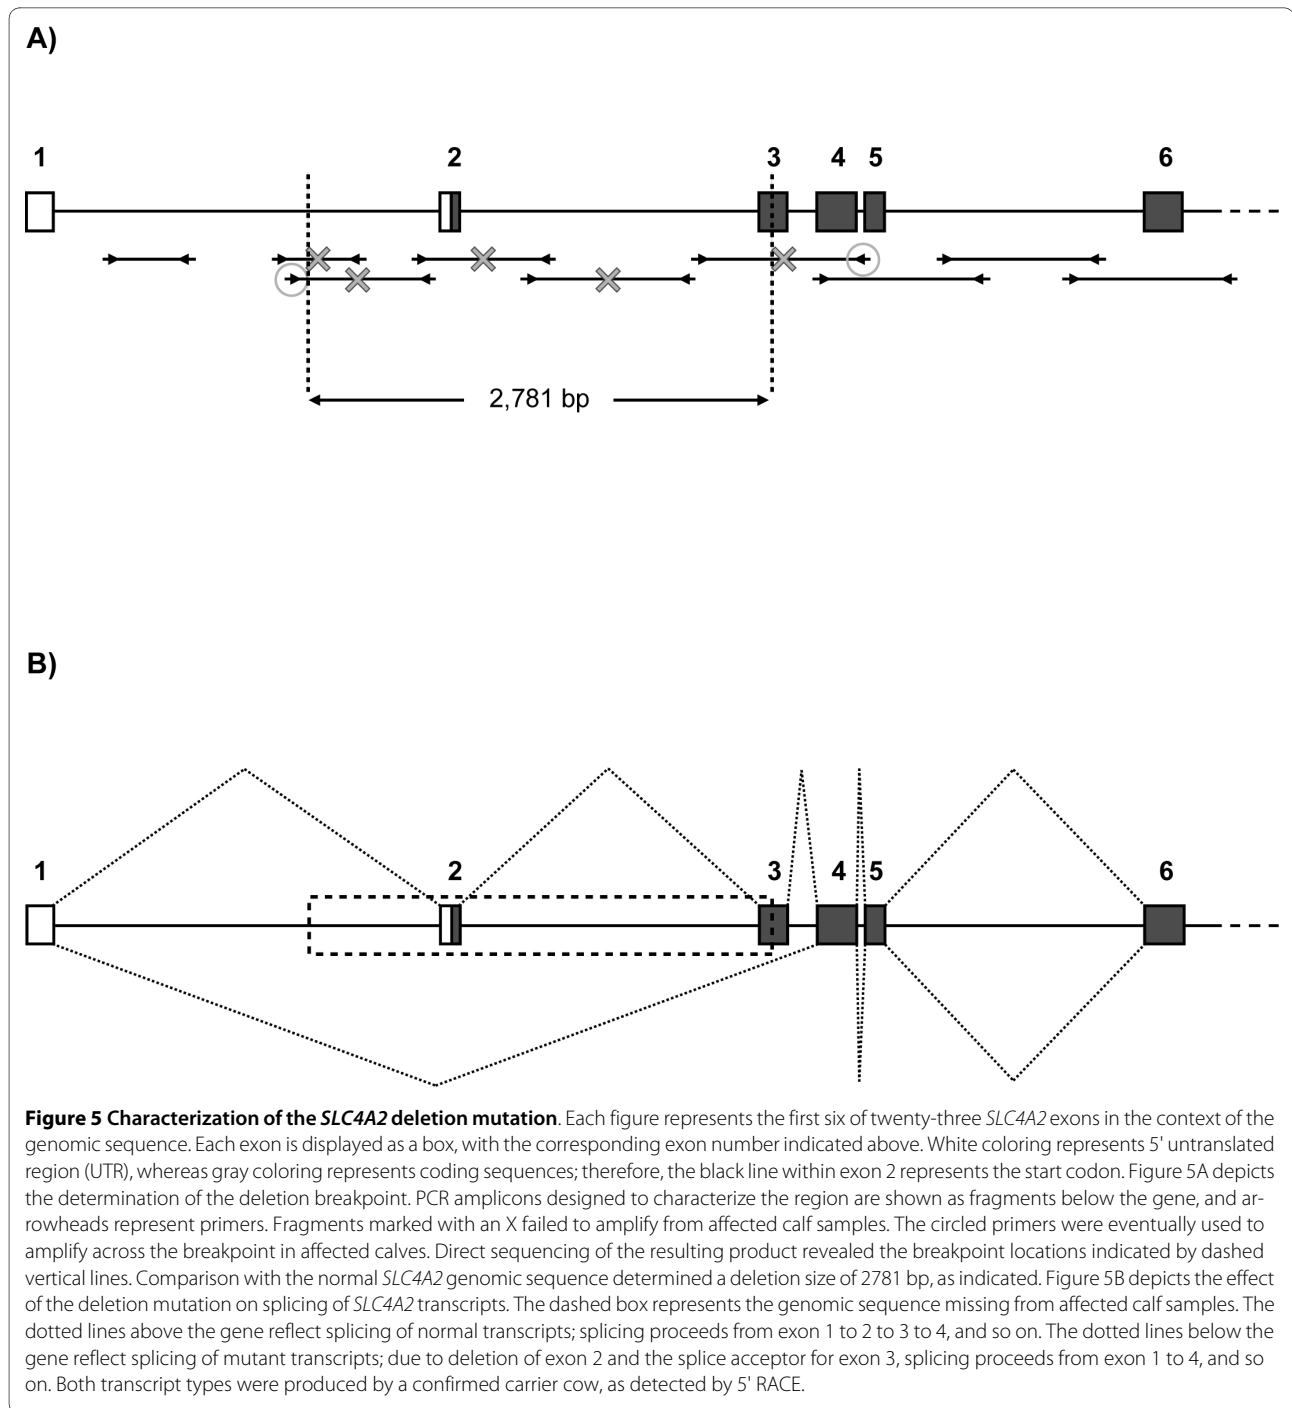 A)
1 2 3 4 5 6
2,781 bp
B)
1 2 3 4 5 6
Figure 5 Characterization of the SLC4A2 deletion mutation. Each figure represents the first six of twenty-three SLC4A2 exons in the context of the
genomic sequence. Each exon is displayed as a box, with the corresponding exon number indicated above. White coloring represents 5' untranslated
region (UTR), whereas gray coloring represents coding sequences; therefore, the black line within exon 2 represents the start codon. Figure 5A depicts
the determination of the deletion breakpoint. PCR amplicons designed to characterize the region are shown as fragments below the gene, and ar-
rowheads represent primers. Fragments marked with an X failed to amplify from affected calf samples. The circled primers were eventually used to
amplify across the breakpoint in affected calves. Direct sequencing of the resulting product revealed the breakpoint locations indicated by dashed
vertical lines. Comparison with the normal SLC4A2 genomic sequence determined a deletion size of 2781 bp, as indicated. Figure 5B depicts the effect
of the deletion mutation on splicing of SLC4A2 transcripts. The dashed box represents the genomic sequence missing from affected calf samples. The
dotted lines above the gene reflect splicing of normal transcripts; splicing proceeds from exon 1 to 2 to 3 to 4, and so on. The dotted lines below the
gene reflect splicing of mutant transcripts; due to deletion of exon 2 and the splice acceptor for exon 3, splicing proceeds from exon 1 to 4, and so
on. Both transcript types were produced by a confirmed carrier cow, as detected by 5' RACE.